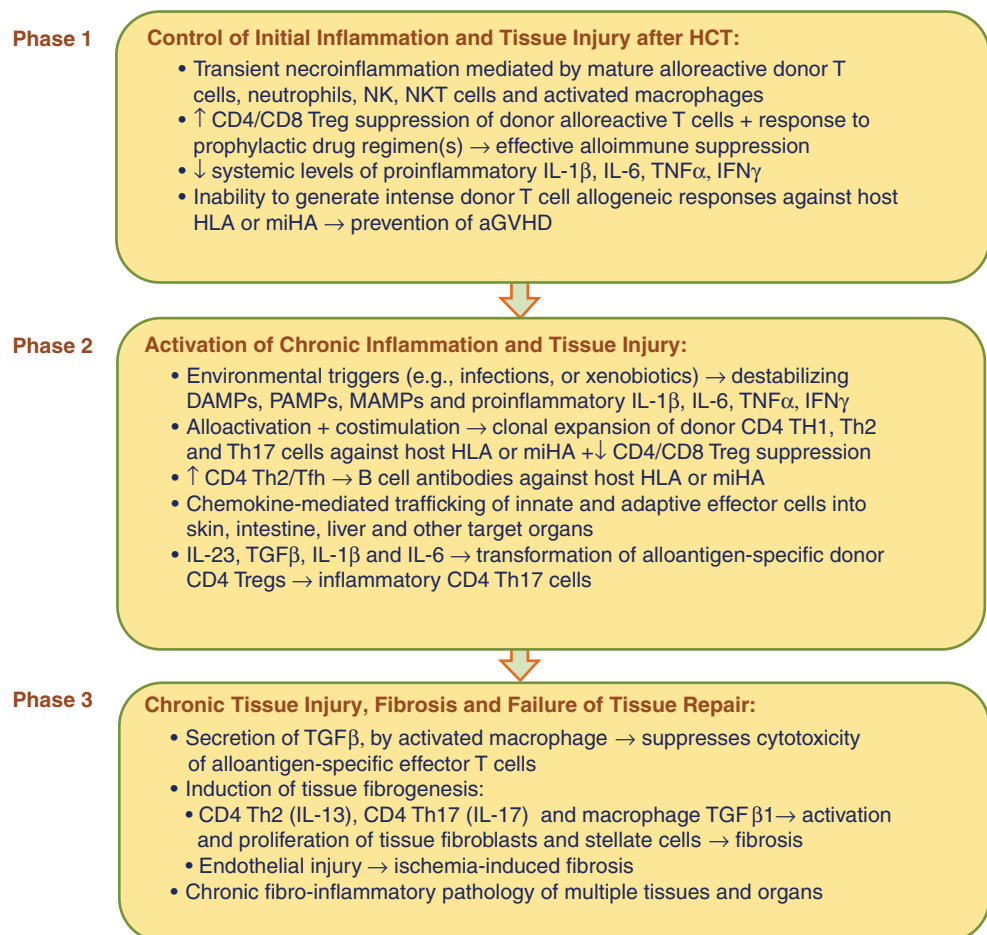 Phase 1
Control of Initial Inflammation and Tissue Injury after HCT:
• Transient necroinflammation mediated by mature alloreactive donor T
cells, neutrophils, NK, NKT cells and activated macrophages
• ↑ CD4/CD8 Treg suppression of donor alloreactive T cells + response to
prophylactic drug regimen(s) → effective alloimmune suppression
• ↓ systemic levels of proinflammatory IL-1β, IL-6, TNFα, IFNγ
• Inability to generate intense donor T cell allogeneic responses against host
HLA or miHA → prevention of aGVHD
Phase 2
Activation of Chronic Inflammation and Tissue Injury:
• Environmental triggers (e.g., infections, or xenobiotics) → destabilizing
DAMPs, PAMPs, MAMPs and proinflammatory IL-1β, IL-6, TNFα, IFNγ
• Alloactivation + costimulation → clonal expansion of donor CD4 TH1, Th2
and Th17 cells against host HLA or miHA +↓ CD4/CD8 Treg suppression
• ↑ CD4 Th2/Tfh → B cell antibodies against host HLA or miHA
• Chemokine-mediated trafficking of innate and adaptive effector cells into
skin, intestine, liver and other target organs
• IL-23, TGFβ, IL-1β and IL-6 → transformation of alloantigen-specific donor
CD4 Tregs → inflammatory CD4 Th17 cells
Phase 3
Chronic Tissue Injury, Fibrosis and Failure of Tissue Repair:
• Secretion of TGFβ, by activated macrophage → suppresses cytotoxicity
of alloantigen-specific effector T cells
• Induction of tissue fibrogenesis:
• CD4 Th2 (IL-13), CD4 Th17 (IL-17) and macrophage TGFβ1→ activation
and proliferation of tissue fibroblasts and stellate cells → fibrosis
• Endothelial injury → ischemia-induced fibrosis
• Chronic fibro-inflammatory pathology of multiple tissues and organs